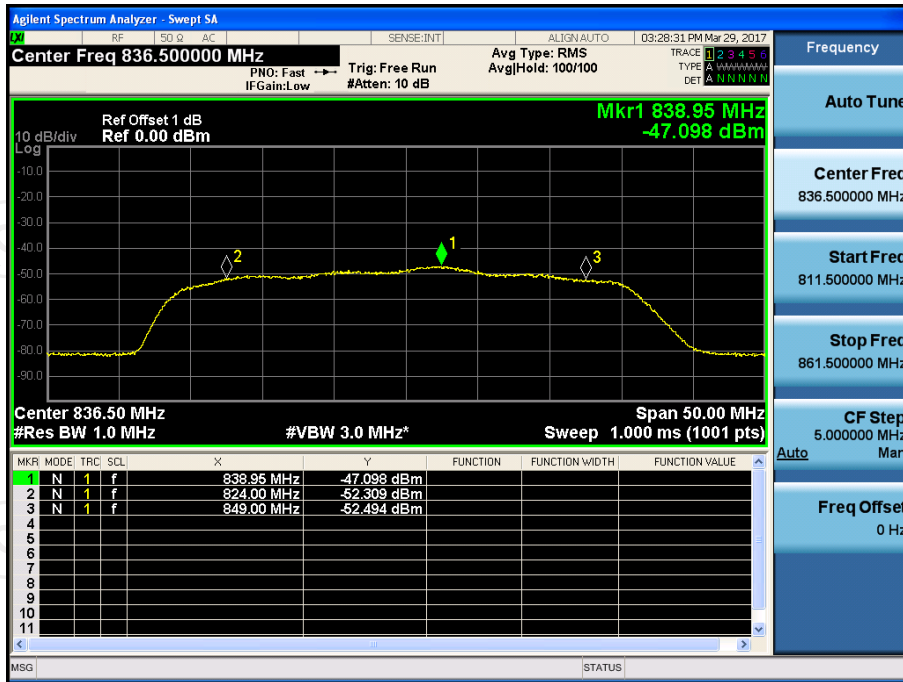 Agilent Spectrum Analyzer - Swept SA
LXI RF 50 Ω AC SENSE:INT ALIGN AUTO 03:28:31 PM Mar 29, 2017
Center Freq 836.500000 MHz
PNO: Fast
IFGain:Low
Trig: Free Run
#Atten: 10 dB
Avg Type: RMS
Avg|Hold: 100/100
TRACE 1 2 3 4 5 6
TYPE A WWWWW
DET A N N N N N
Ref Offset 1 dB
10 dB/div Ref 0.00 dBm
Log
Mkr1 838.95 MHz
-47.098 dBm
-10.0
-20.0
-30.0
-40.0
-50.0
-60.0
-70.0
-80.0
-90.0
2
1
3
Center 836.50 MHz Span 50.00 MHz
#Res BW 1.0 MHz #VBW 3.0 MHz* Sweep 1.000 ms (1001 pts)
MKR MODE TRC SCL X Y FUNCTION FUNCTION WIDTH FUNCTION VALUE
1 N 1 f 838.95 MHz -47.098 dBm
2 N 1 f 824.00 MHz -52.309 dBm
3 N 1 f 849.00 MHz -52.494 dBm
4
5
6
7
8
9
10
11
MSG STATUS
Frequency
Auto Tune
Center Freq
836.500000 MHz
Start Freq
811.500000 MHz
Stop Freq
861.500000 MHz
CF Step
5.000000 MHz
Auto Man
Freq Offset
0 Hz